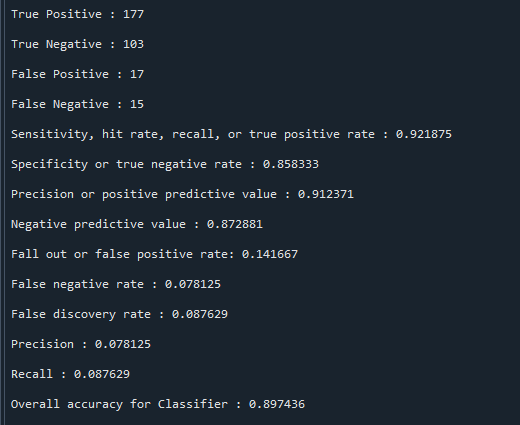 True Positive : 177
True Negative : 103
False Positive : 17
False Negative : 15
Sensitivity, hit rate, recall, or true positive rate : 0.921875
Specificity or true negative rate : 0.858333
Precision or positive predictive value : 0.912371
Negative predictive value : 0.872881
Fall out or false positive rate: 0.141667
False negative rate : 0.078125
False discovery rate : 0.087629
Precision : 0.078125
Recall : 0.087629
Overall accuracy for Classifier : 0.897436